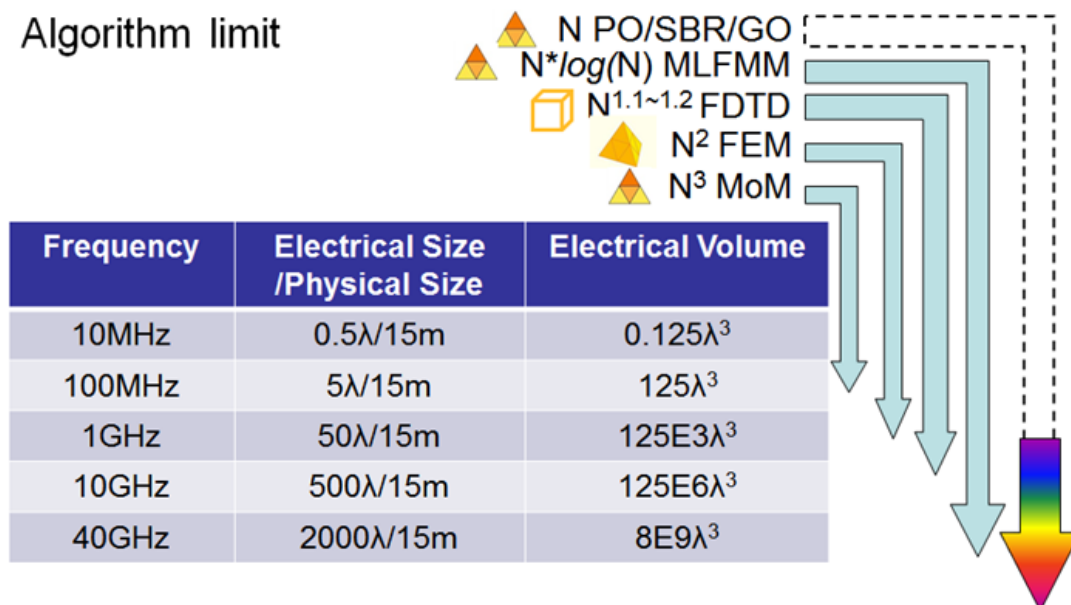 Algorithm limit
N PO/SBR/GO
N*log(N) MLFMM
N^1.1~1.2 FDTD
N² FEM
N³ MoM
Frequency Electrical Size /Physical Size Electrical Volume
10MHz 0.5λ/15m 0.125λ³
100MHz 5λ/15m 125λ³
1GHz 50λ/15m 125E3λ³
10GHz 500λ/15m 125E6λ³
40GHz 2000λ/15m 8E9λ³